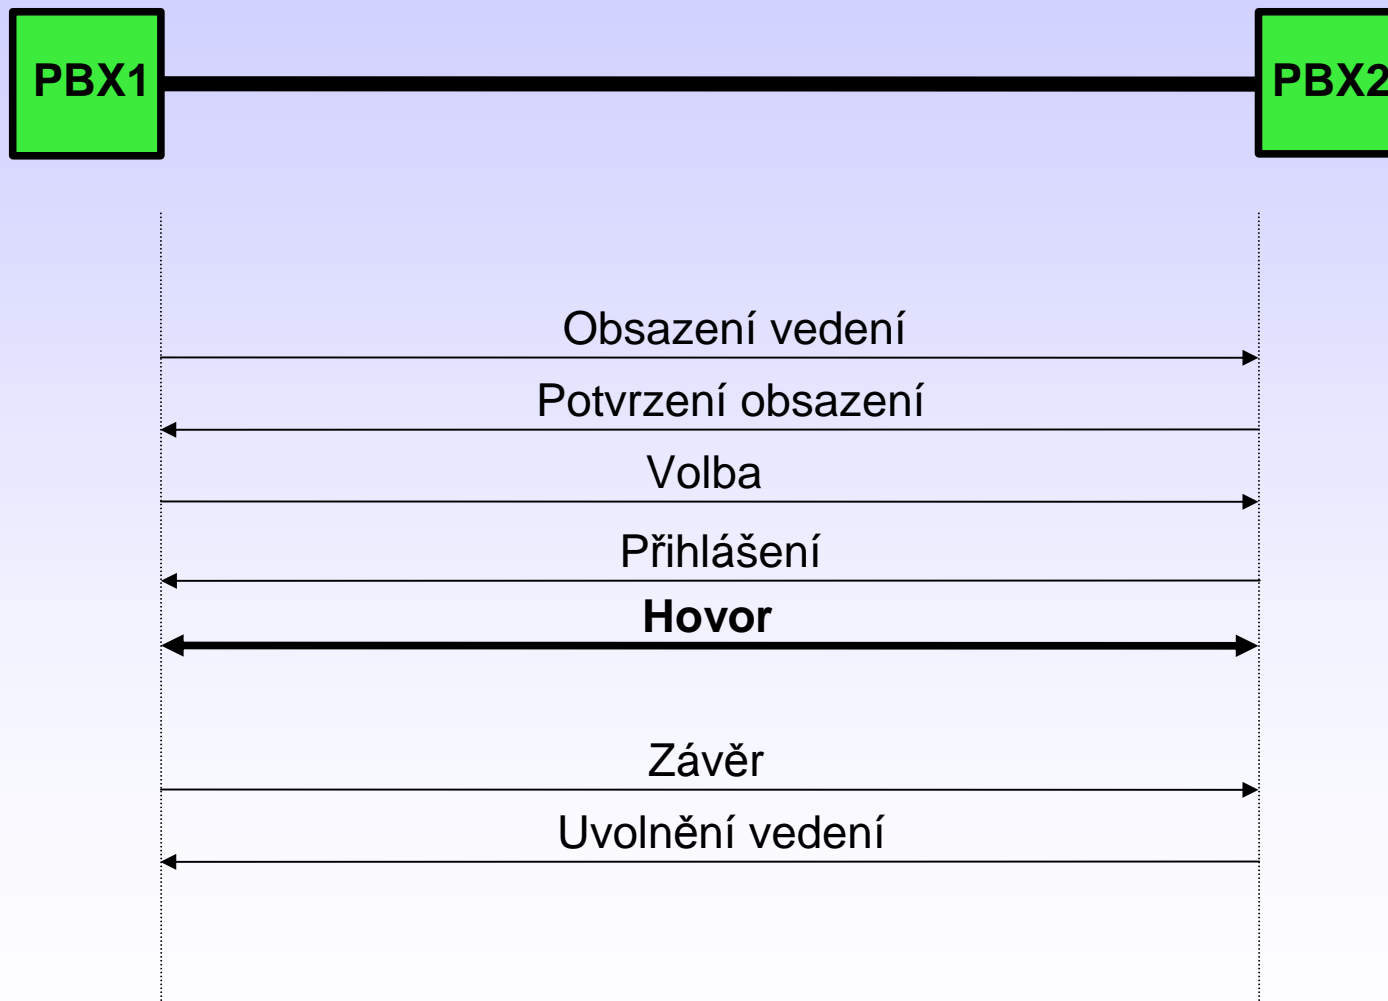 PBX1
PBX2
Obsazení vedení
Potvrzení obsazení
Volba
Přihlášení
Hovor
Závěr
Uvolnění vedení